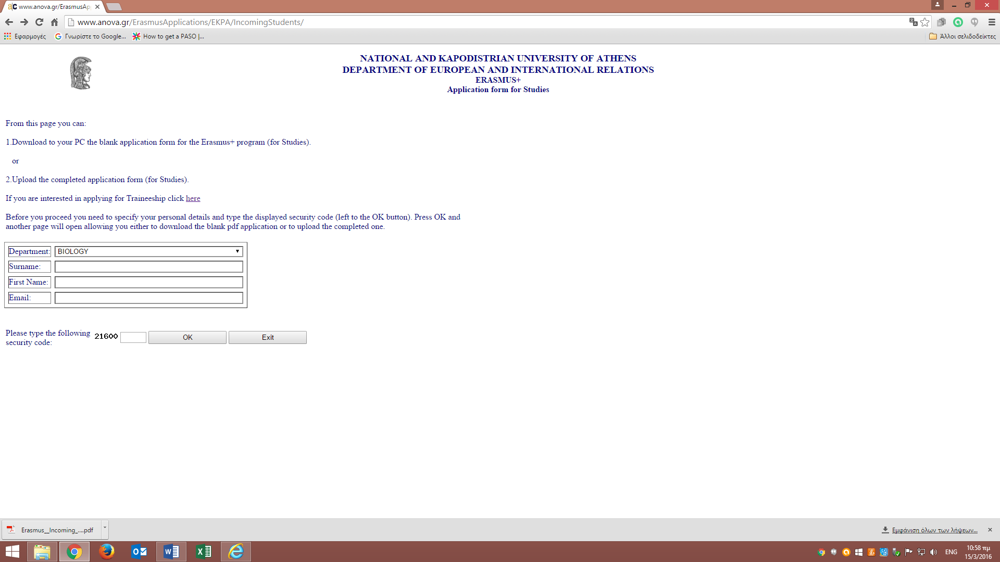 www.anova.gr/ErasmusAp
www.anova.gr/ErasmusApplications/EKPA/IncomingStudents/
Εφαρμογές Γνωρίστε το Google... How to get a PASO |... Άλλοι σελιδοδείκτες
NATIONAL AND KAPODISTRIAN UNIVERSITY OF ATHENS
DEPARTMENT OF EUROPEAN AND INTERNATIONAL RELATIONS
ERASMUS+
Application form for Studies
From this page you can:
1.Download to your PC the blank application form for the Erasmus+ program (for Studies).
or
2.Upload the completed application form (for Studies).
If you are interested in applying for Traineeship click here
Before you proceed you need to specify your personal details and type the displayed security code (left to the OK button). Press OK and
another page will open allowing you either to download the blank pdf application or to upload the completed one.
Department: BIOLOGY
Surname:
First Name:
Email:
Please type the following
security code: 21600 OK Exit
Erasmus__Incoming_....pdf Εμφάνιση όλων των λήψεων...
ENG
10:58 πμ
15/3/2016